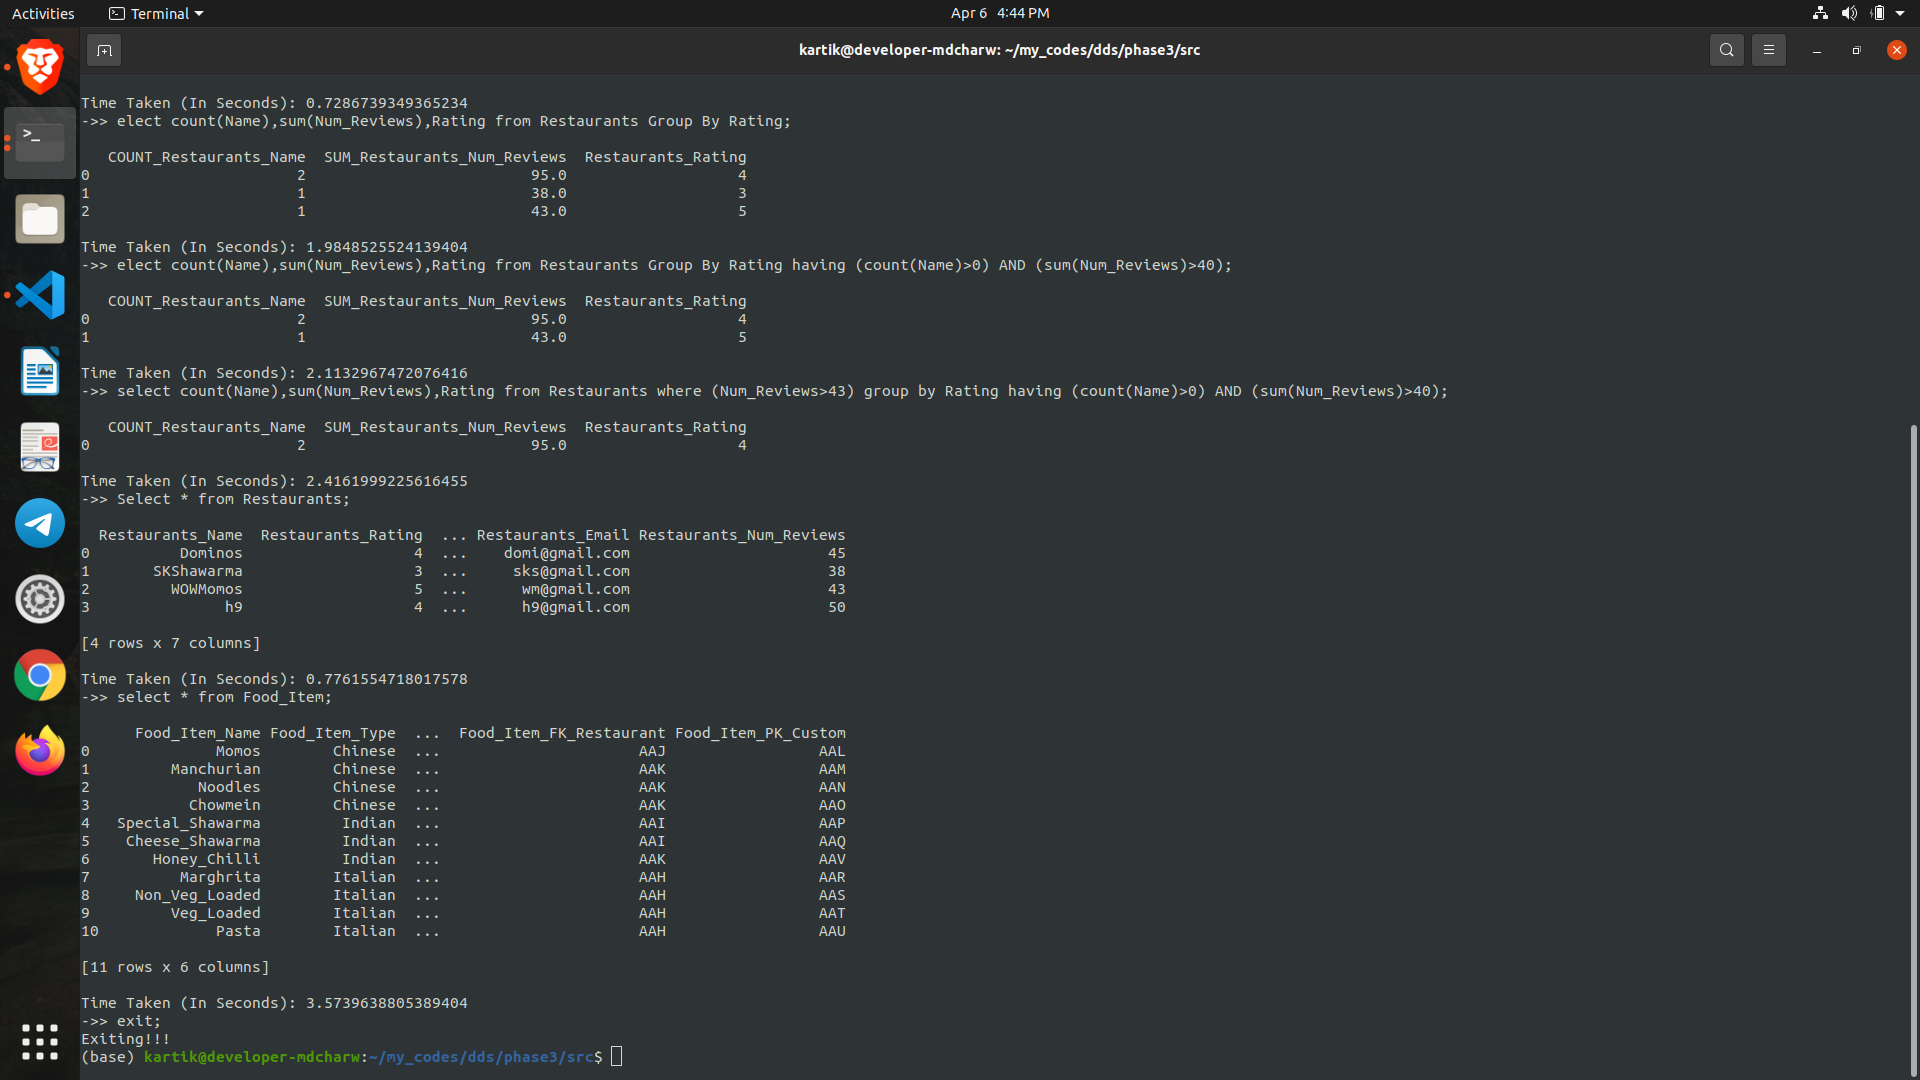 Activities Terminal Apr 6 4:44 PM
kartik@developer-mdcharw: ~/my_codes/dds/phase3/src
Time Taken (In Seconds): 0.7286739349365234
->> elect count(Name),sum(Num_Reviews),Rating from Restaurants Group By Rating;
COUNT_Restaurants_Name SUM_Restaurants_Num_Reviews Restaurants_Rating
0 2 95.0 4
1 1 38.0 3
2 1 43.0 5
Time Taken (In Seconds): 1.9848525524139404
->> elect count(Name),sum(Num_Reviews),Rating from Restaurants Group By Rating having (count(Name)>0) AND (sum(Num_Reviews)>40);
COUNT_Restaurants_Name SUM_Restaurants_Num_Reviews Restaurants_Rating
0 2 95.0 4
1 1 43.0 5
Time Taken (In Seconds): 2.1132967472076416
->> select count(Name),sum(Num_Reviews),Rating from Restaurants where (Num_Reviews>43) group by Rating having (count(Name)>0) AND (sum(Num_Reviews)>40);
COUNT_Restaurants_Name SUM_Restaurants_Num_Reviews Restaurants_Rating
0 2 95.0 4
Time Taken (In Seconds): 2.4161999225616455
->> Select * from Restaurants;
Restaurants_Name Restaurants_Rating ... Restaurants_Email Restaurants_Num_Reviews
0 Dominos 4 ... domi@gmail.com 45
1 SKShawarma 3 ... sks@gmail.com 38
2 WOWMomos 5 ... wm@gmail.com 43
3 h9 4 ... h9@gmail.com 50
[4 rows x 7 columns]
Time Taken (In Seconds): 0.7761554718017578
->> select * from Food_Item;
Food_Item_Name Food_Item_Type ... Food_Item_FK_Restaurant Food_Item_PK_Custom
0 Momos Chinese ... AAJ AAL
1 Manchurian Chinese ... AAK AAM
2 Noodles Chinese ... AAK AAN
3 Chowmein Chinese ... AAK AAO
4 Special_Shawarma Indian ... AAI AAP
5 Cheese_Shawarma Indian ... AAI AAQ
6 Honey_Chilli Indian ... AAK AAV
7 Marghrita Italian ... AAH AAR
8 Non_Veg_Loaded Italian ... AAH AAS
9 Veg_Loaded Italian ... AAH AAT
10 Pasta Italian ... AAH AAU
[11 rows x 6 columns]
Time Taken (In Seconds): 3.5739638805389404
->> exit;
Exiting!!!
(base) kartik@developer-mdcharw:~/my_codes/dds/phase3/src$